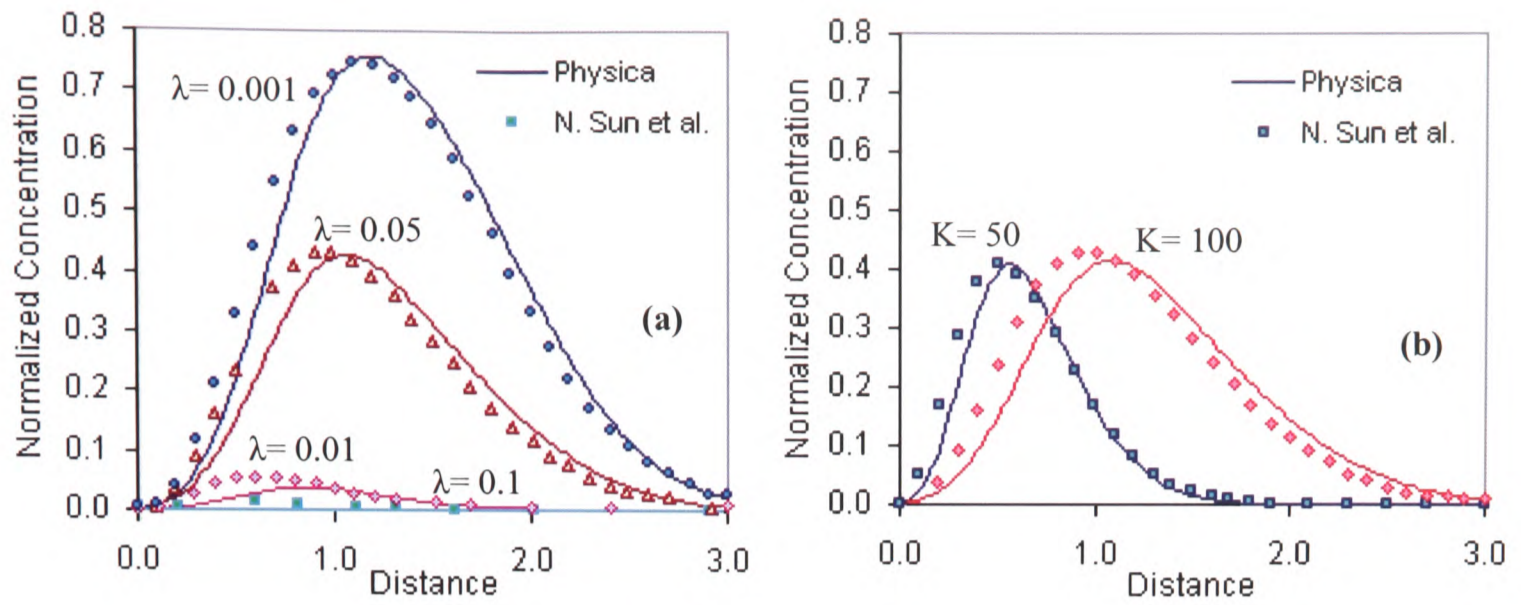 0.8
0.7
0.6
0.5
0.4
0.3
0.2
0.1
0.0
Normalized Concentration
λ= 0.001
Physica
N. Sun et al.
λ= 0.05
(a)
λ= 0.01
λ= 0.1
0.0 1.0 2.0 3.0
Distance
0.8
0.7
0.6
0.5
0.4
0.3
0.2
0.1
0.0
Normalized Concentration
Physica
N. Sun et al.
K= 50
K= 100
(b)
0.0 1.0 2.0 3.0
Distance